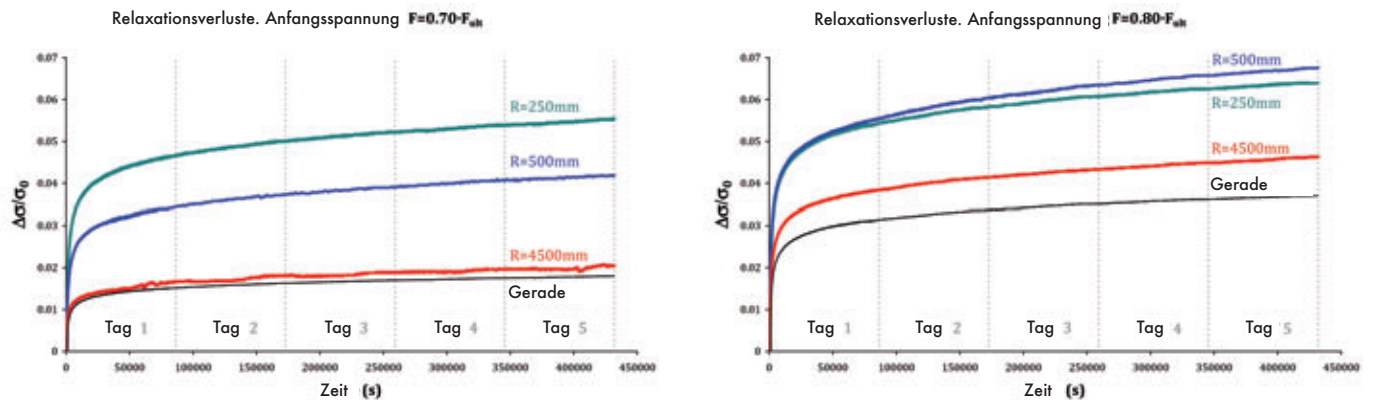 Relaxationsverluste. Anfangsspannung F=0.70·Fult
0.07
0.06
0.05
0.04
0.03
0.02
0.01
0
Δσ/σ0
R=250mm
R=500mm
R=4500mm
Gerade
Tag 1 Tag 2 Tag 3 Tag 4 Tag 5
0 50000 100000 150000 200000 250000 300000 350000 400000 450000
Zeit (s)
Relaxationsverluste. Anfangsspannung F=0.80·Fult
0.07
0.06
0.05
0.04
0.03
0.02
0.01
0
Δσ/σ0
R=500mm
R=250mm
R=4500mm
Gerade
Tag 1 Tag 2 Tag 3 Tag 4 Tag 5
0 50000 100000 150000 200000 250000 300000 350000 400000 450000
Zeit (s)